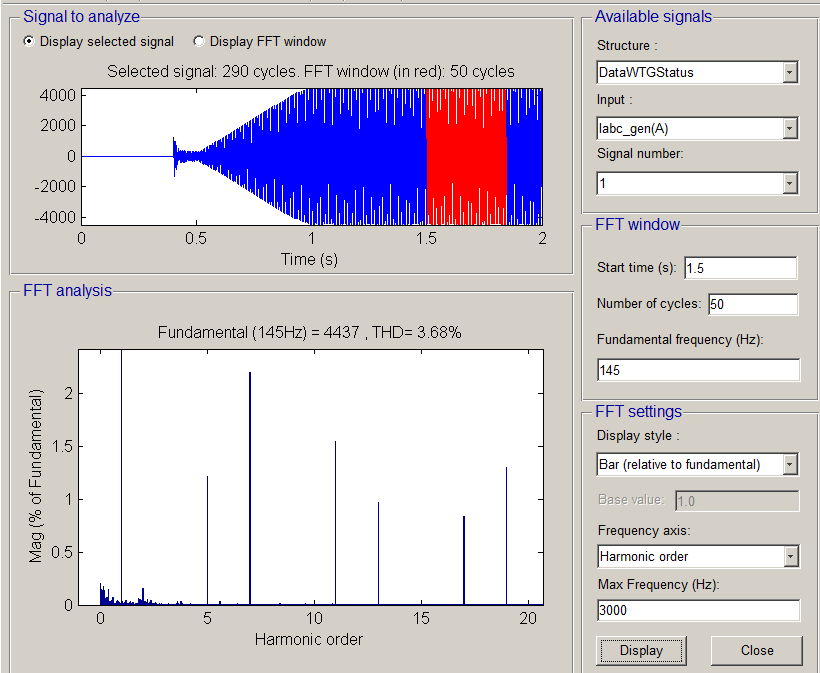 Signal to analyze
Display selected signal Display FFT window
Selected signal: 290 cycles. FFT window (in red): 50 cycles
4000
2000
0
-2000
-4000
0 0.5 1 1.5 2
Time (s)
FFT analysis
Fundamental (145Hz) = 4437 , THD= 3.68%
Mag (% of Fundamental)
2
1.5
1
0.5
0
0 5 10 15 20
Harmonic order
Available signals
Structure :
DataWTGStatus
Input :
Iabc_gen(A)
Signal number:
1
FFT window
Start time (s): 1.5
Number of cycles: 50
Fundamental frequency (Hz):
145
FFT settings
Display style :
Bar (relative to fundamental)
Base value: 1.0
Frequency axis:
Harmonic order
Max Frequency (Hz):
3000
Display Close